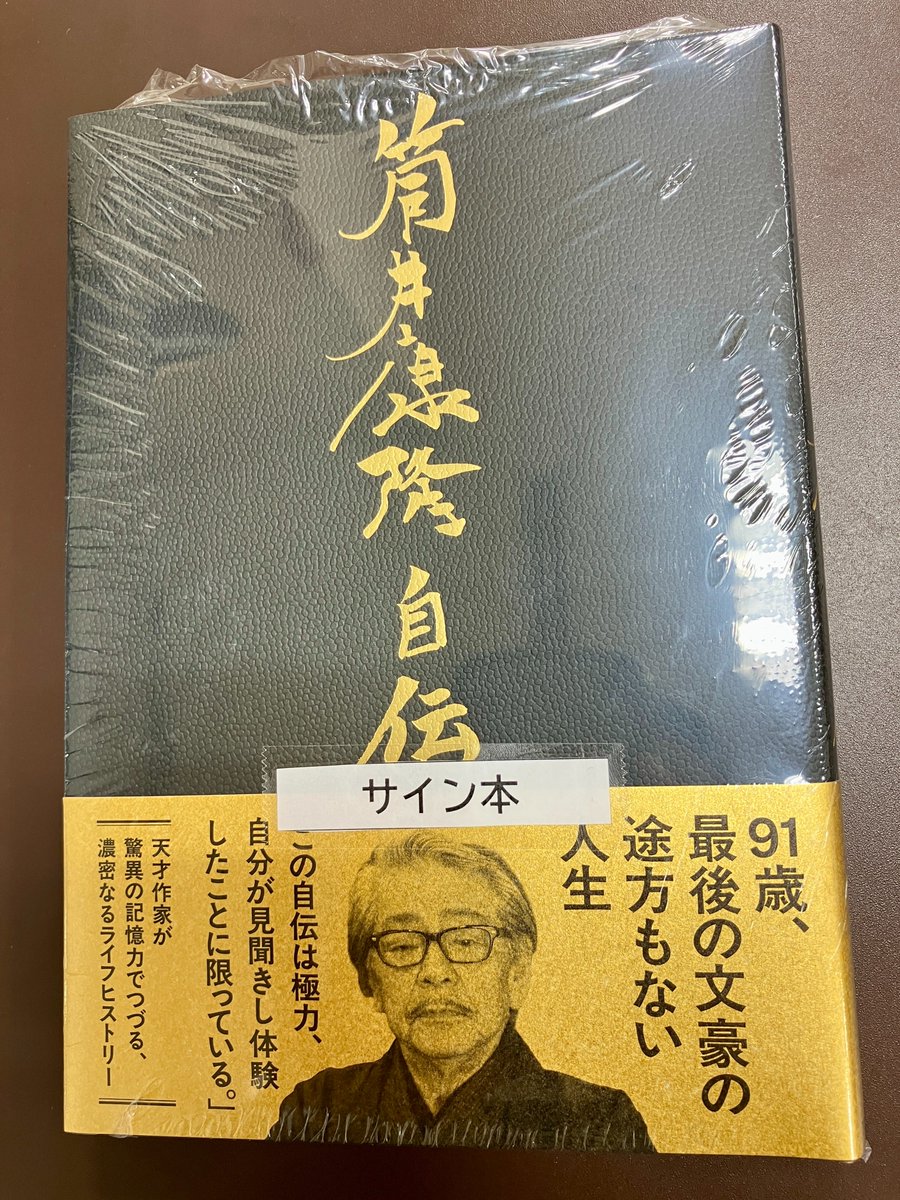 筒井康隆 自伝
サイン本
91歳、
最後の文豪の
途方もない
人生
この自伝は極力、
自分が見聞きし体験
したことに限っている。」
天才作家が
驚異の記憶力でつづる、
濃密なるライフヒストリー